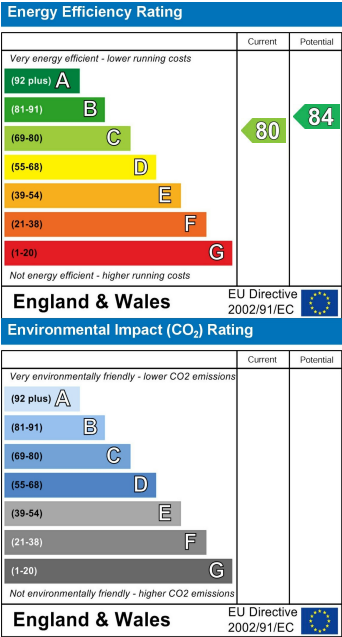 Energy Efficiency Rating
Current Potential
Very energy efficient - lower running costs
(92 plus) A
(81-91) B
(69-80) C
(55-68) D
(39-54) E
(21-38) F
(1-20) G
80
84
Not energy efficient - higher running costs
England & Wales
EU Directive
2002/91/EC
Environmental Impact (CO₂) Rating
Current Potential
Very environmentally friendly - lower CO2 emissions
(92 plus) A
(81-91) B
(69-80) C
(55-68) D
(39-54) E
(21-38) F
(1-20) G
Not environmentally friendly - higher CO2 emissions
England & Wales
EU Directive
2002/91/EC